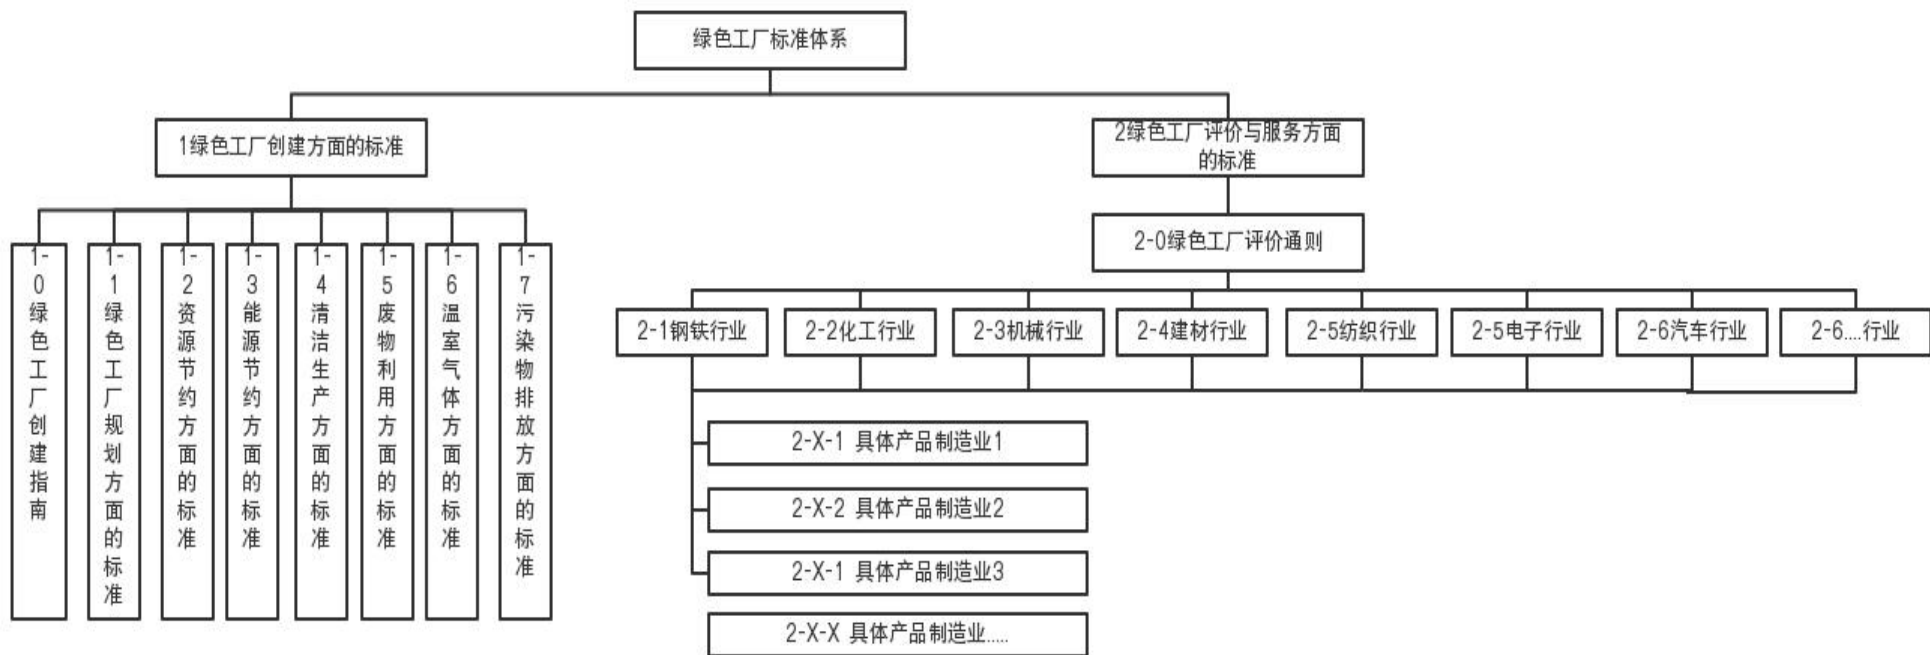 绿色工厂标准体系
1绿色工厂创建方面的标准
2绿色工厂评价与服务方面
的标准
2-0绿色工厂评价通则
1-0绿色工厂创建指南
1-1绿色工厂规划方面的标准
1-2资源节约方面的标准
1-3能源节约方面的标准
1-4清洁生产方面的标准
1-5废物利用方面的标准
1-6温室气体方面的标准
1-7污染物排放方面的标准
2-1钢铁行业
2-2化工行业
2-3机械行业
2-4建材行业
2-5纺织行业
2-5电子行业
2-6汽车行业
2-6....行业
2-X-1 具体产品制造业1
2-X-2 具体产品制造业2
2-X-1 具体产品制造业3
2-X-X 具体产品制造业.....